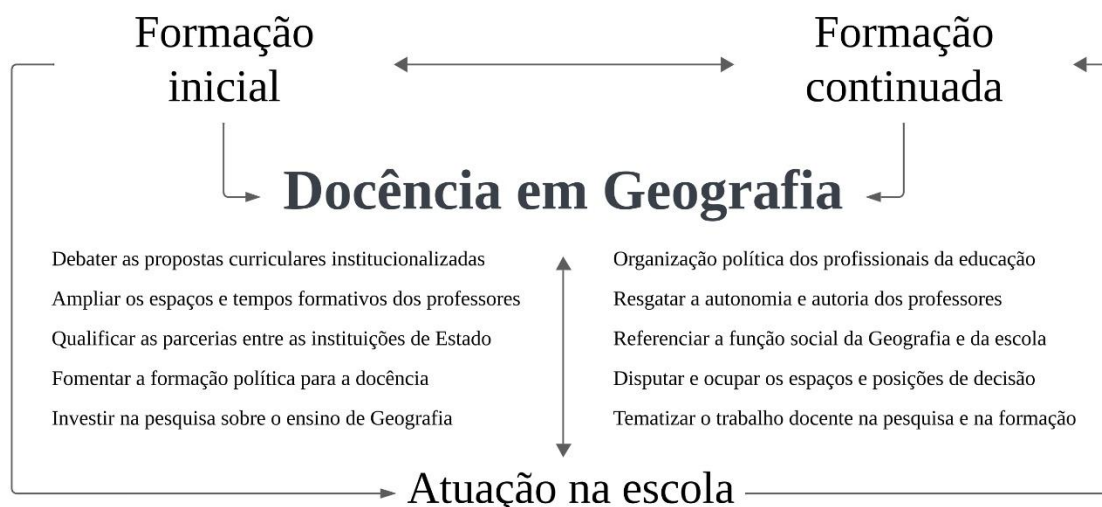 Formação
inicial
Formação
continuada
Docência em Geografia
Debater as propostas curriculares institucionalizadas
Ampliar os espaços e tempos formativos dos professores
Qualificar as parcerias entre as instituições de Estado
Fomentar a formação política para a docência
Investir na pesquisa sobre o ensino de Geografia
Organização política dos profissionais da educação
Resgatar a autonomia e autoria dos professores
Referenciar a função social da Geografia e da escola
Disputar e ocupar os espaços e posições de decisão
Tematizar o trabalho docente na pesquisa e na formação
Atuação na escola